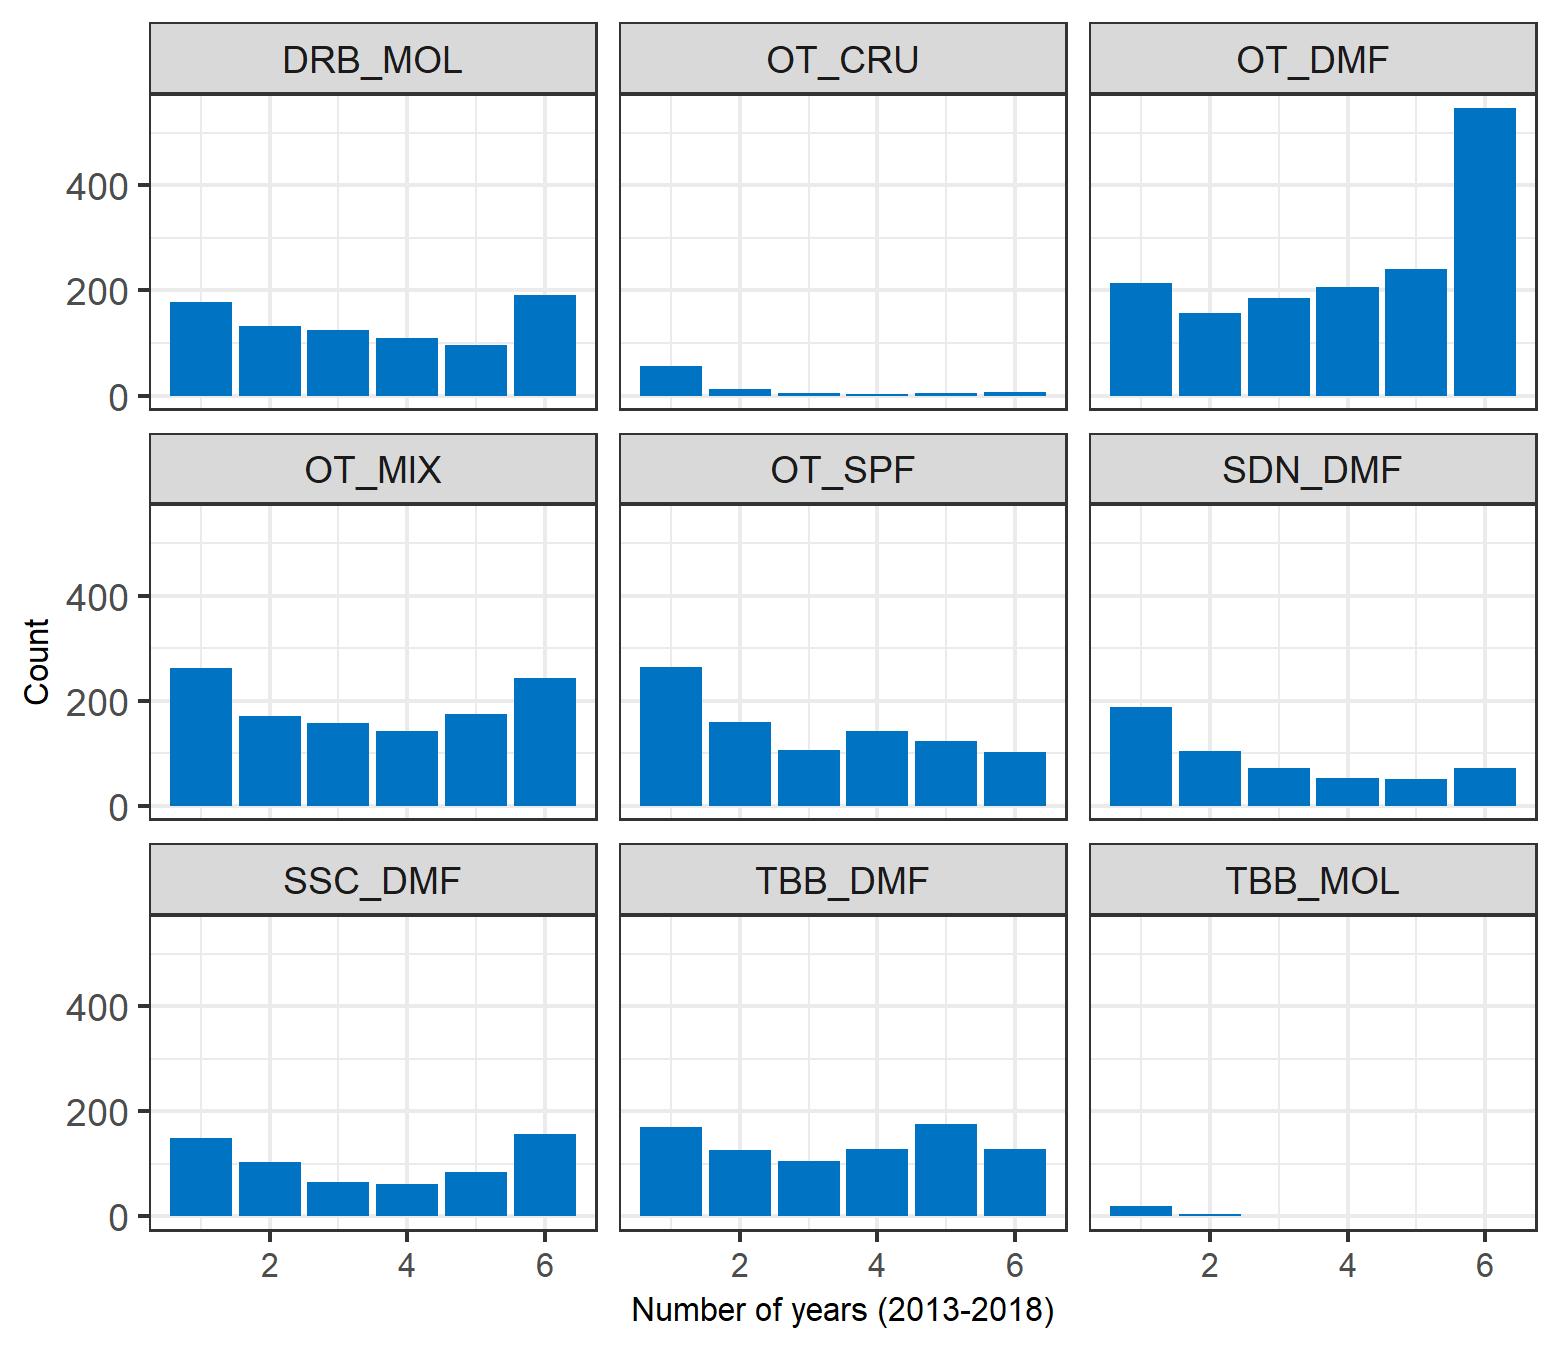 DRB_MOL OT_CRU OT_DMF
400
200
0
OT_MIX OT_SPF SDN_DMF
400
200
0
SSC_DMF TBB_DMF TBB_MOL
400
200
0
2 4 6 2 4 6 2 4 6
Number of years (2013-2018)
Count